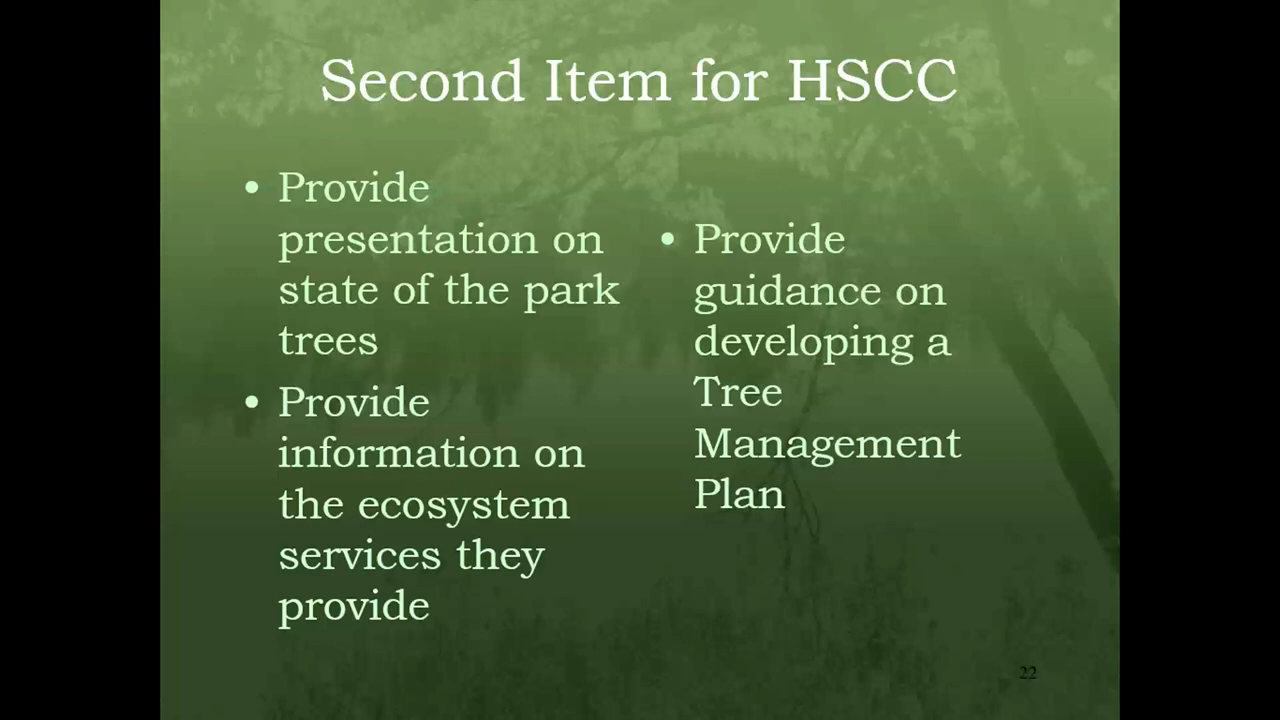 Second Item for HSCC
• Provide
presentation on
state of the park
trees
• Provide
information on
the ecosystem
services they
provide
• Provide
guidance on
developing a
Tree
Management
Plan
22